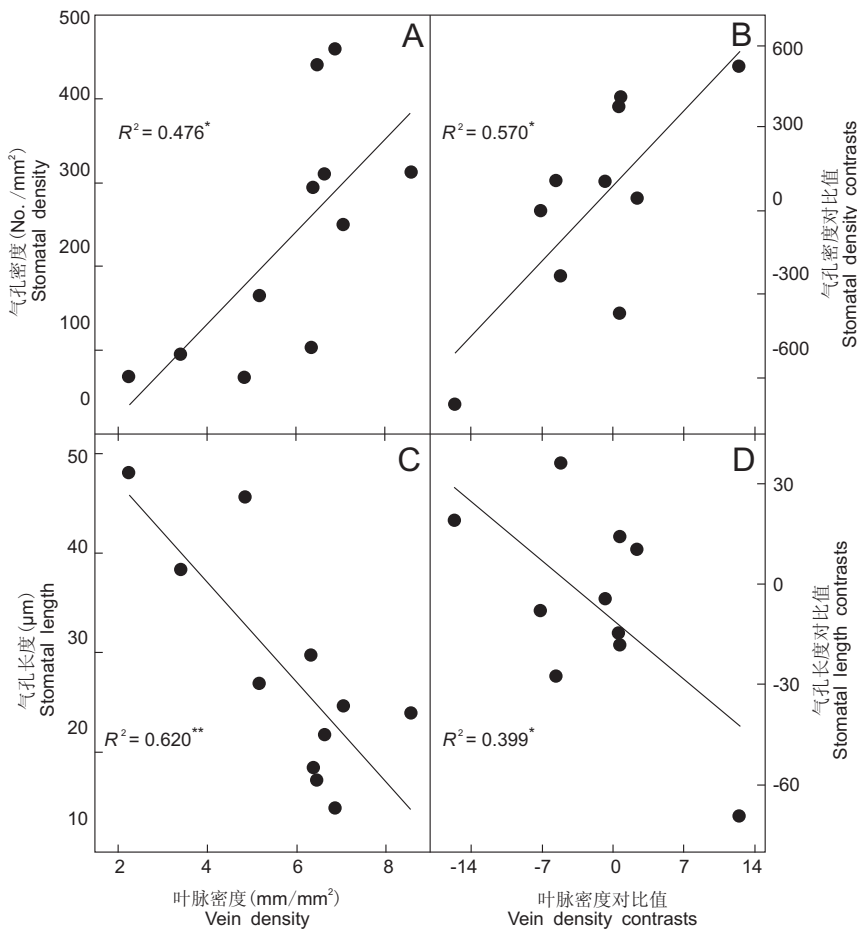 500
400
300
200
100
0
气孔密度(No./mm²)
Stomatal density
A
R² = 0.476*
B
R² = 0.570*
600
300
0
-300
-600
气孔密度对比值
Stomatal density contrasts
50
40
30
20
10
气孔长度(μm)
Stomatal length
C
R² = 0.620**
D
R² = 0.399*
30
0
-30
-60
气孔长度对比值
Stomatal length contrasts
2 4 6 8
-14 -7 0 7 14
叶脉密度(mm/mm²)
Vein density
叶脉密度对比值
Vein density contrasts